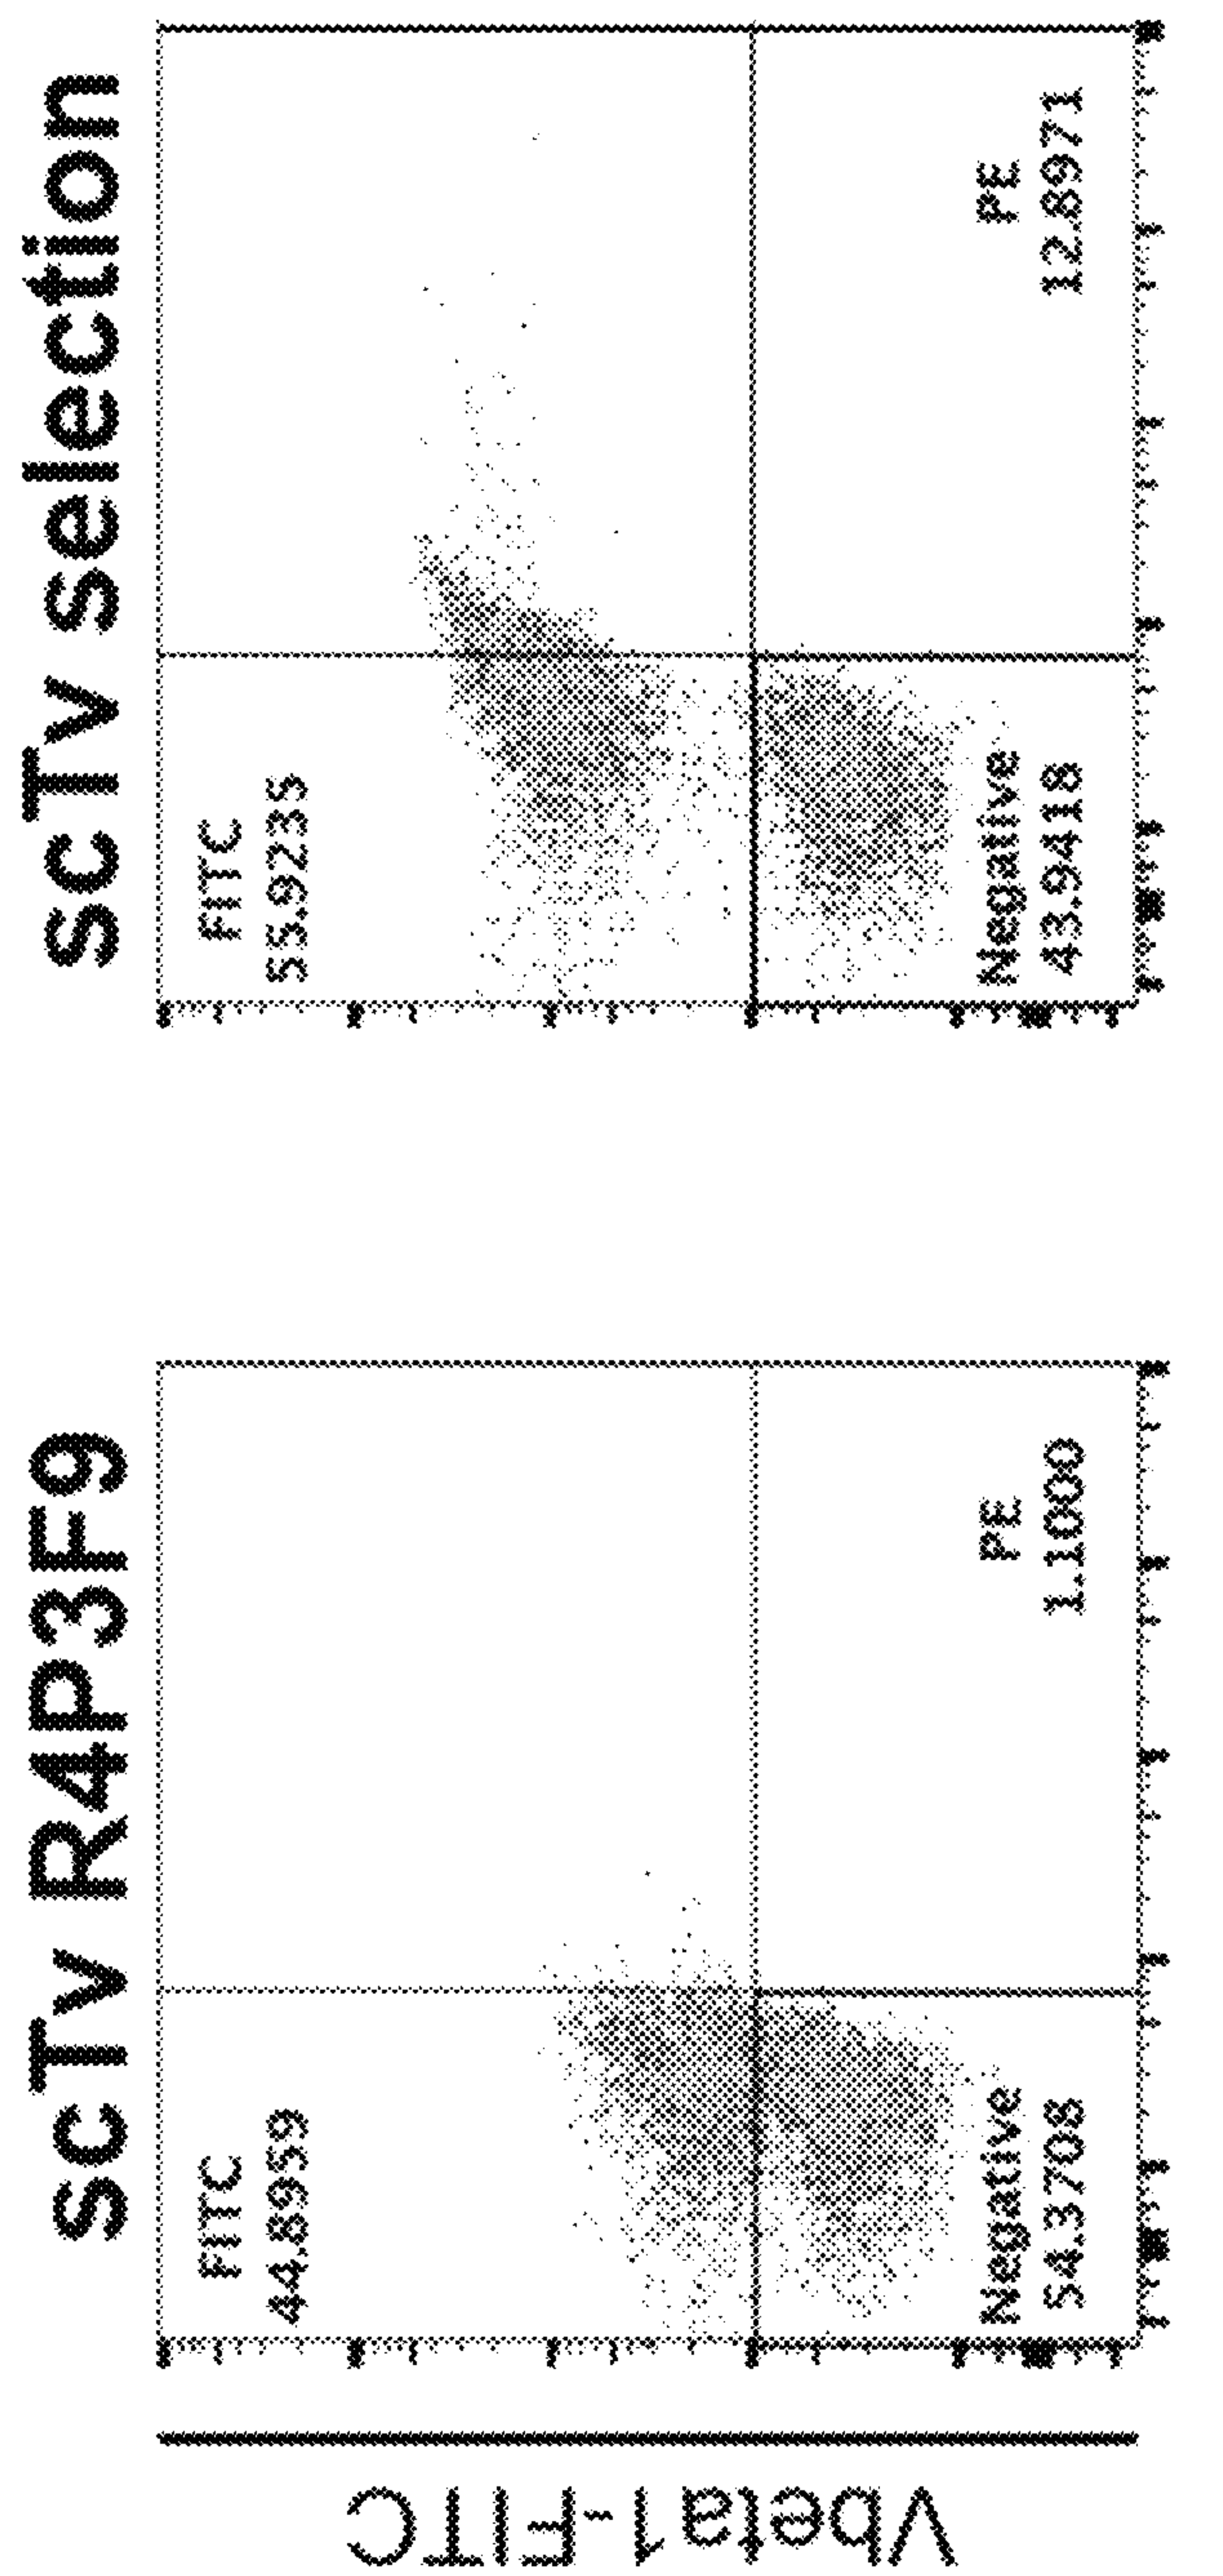 scTv R4P3F9
FITC
44.8959
PE
1.1000
Negative
54.3708
scTv selection
FITC
55.9235
PE
12.8971
Negative
43.9418
Vbeta1-FITC